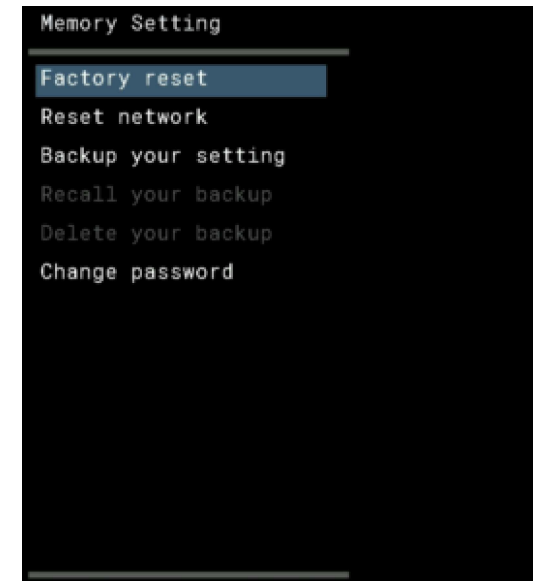 Memory Setting
Factory reset
Reset network
Backup your setting
Recall your backup
Delete your backup
Change password